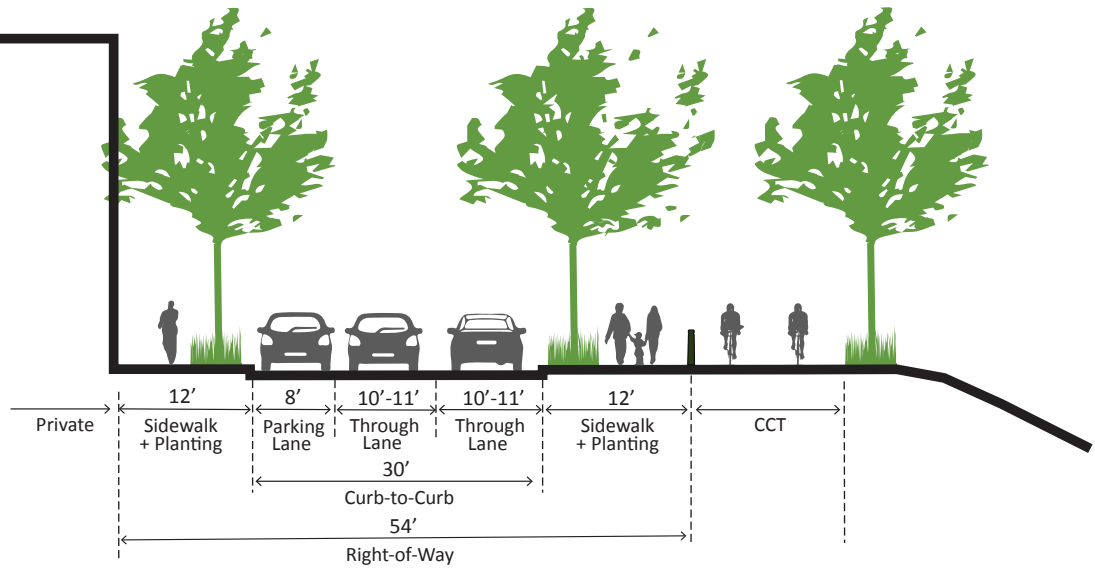 12’ 8’ 10’-11’ 10’-11’ 12’
Private Sidewalk Parking Through Through Sidewalk CCT
+ Planting Lane Lane Lane + Planting
30’
Curb-to-Curb
54’
Right-of-Way